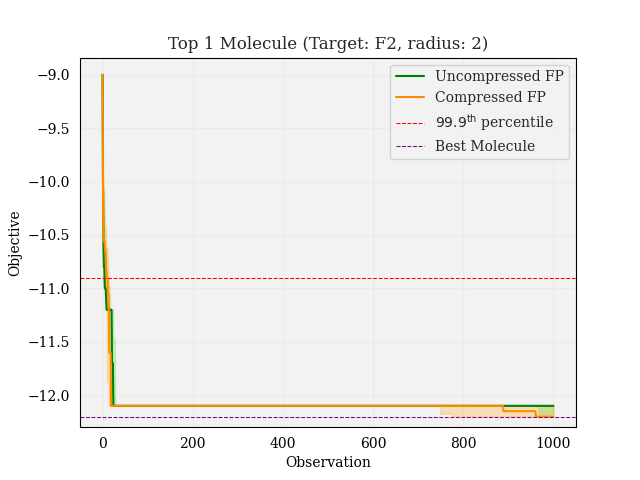 Top 1 Molecule (Target: F2, radius: 2)
Objective
−9.0
−9.5
−10.0
−10.5
−11.0
−11.5
−12.0
Uncompressed FP
Compressed FP
99.9th percentile
Best Molecule
0 200 400 600 800 1000
Observation